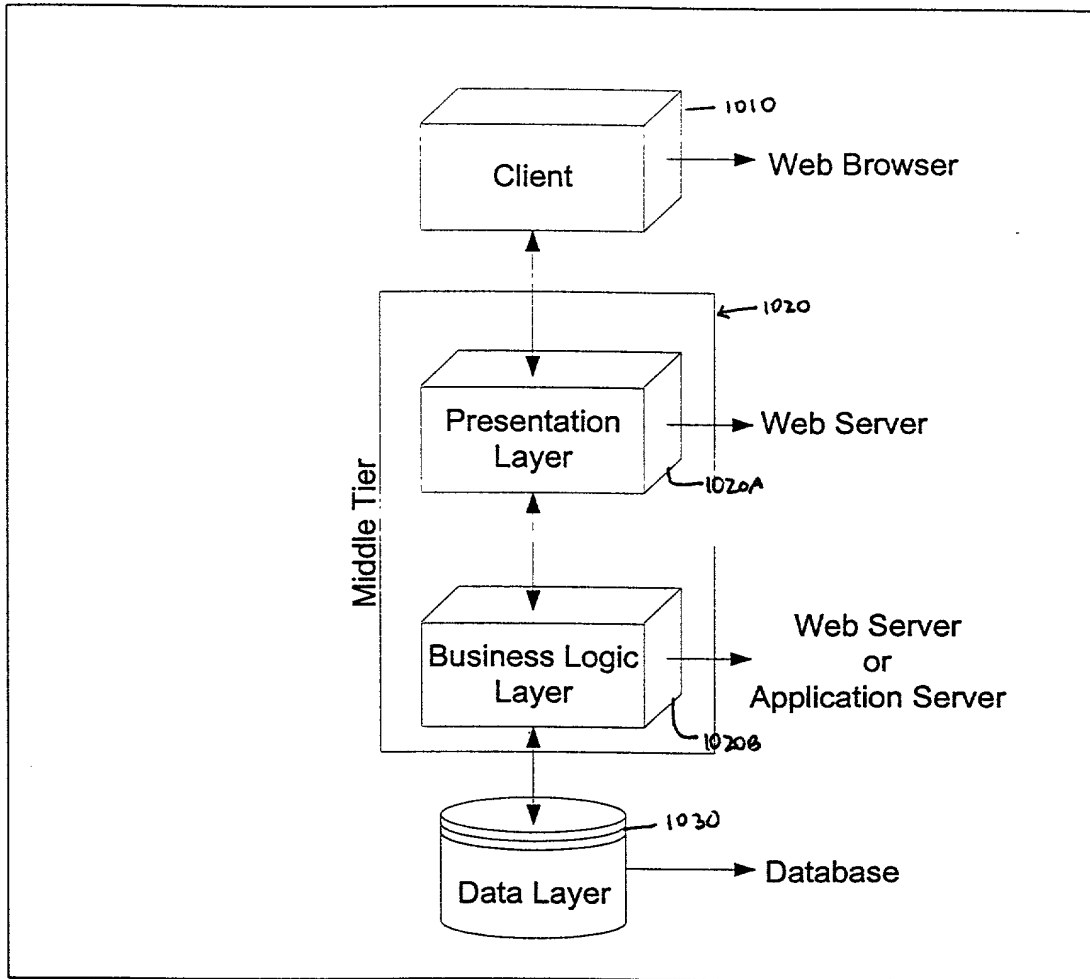 1010
Client
Web Browser
1020
Presentation
Layer
Web Server
1020A
Middle Tier
Business Logic
Layer
Web Server
or
Application Server
1020B
1030
Data Layer
Database